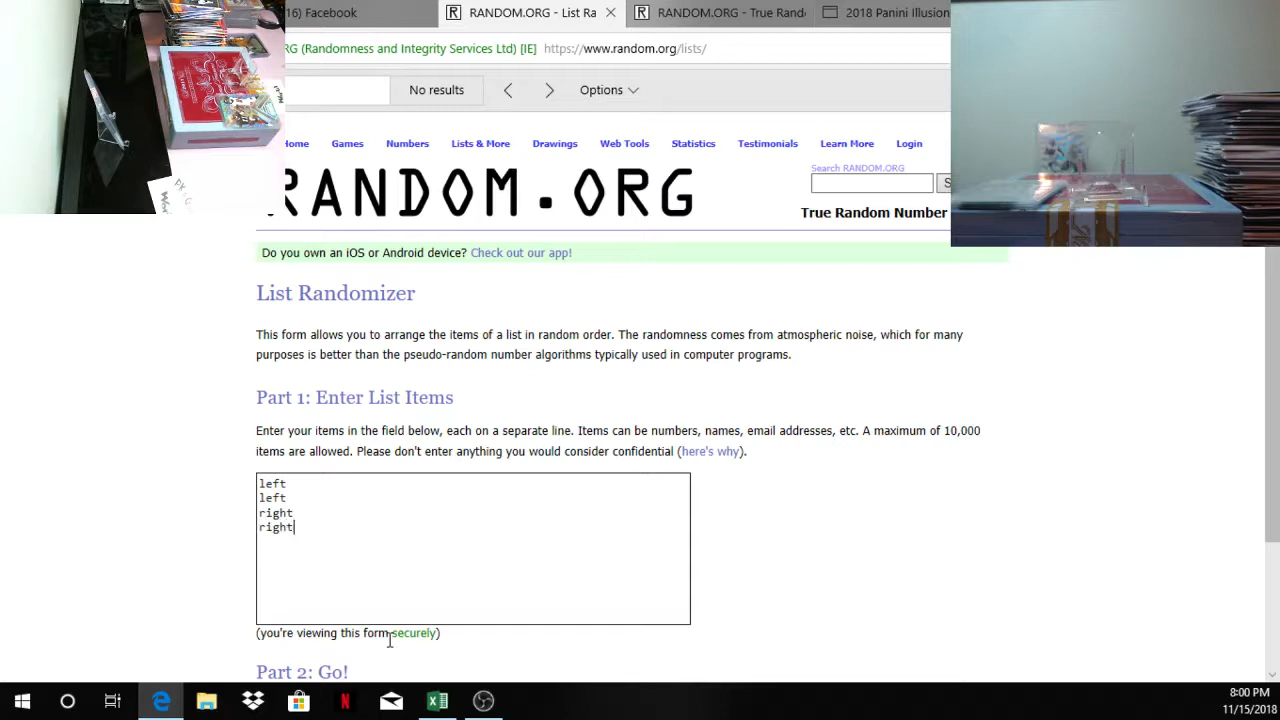 16) Facebook
RANDOM.ORG - List Ra
RANDOM.ORG - True Rand
2018 Panini Illusion
RG (Randomness and Integrity Services Ltd) [IE] https://www.random.org/lists/
No results
Options
Home Games Numbers Lists & More Drawings Web Tools Statistics Testimonials Learn More Login
Search RANDOM.ORG
RANDOM.ORG
True Random Number
Do you own an iOS or Android device? Check out our app!
List Randomizer
This form allows you to arrange the items of a list in random order. The randomness comes from atmospheric noise, which for many
purposes is better than the pseudo-random number algorithms typically used in computer programs.
Part 1: Enter List Items
Enter your items in the field below, each on a separate line. Items can be numbers, names, email addresses, etc. A maximum of 10,000
items are allowed. Please don't enter anything you would consider confidential (here's why).
left
left
right
right
(you're viewing this form securely)
Part 2: Go!
8:00 PM
11/15/2018